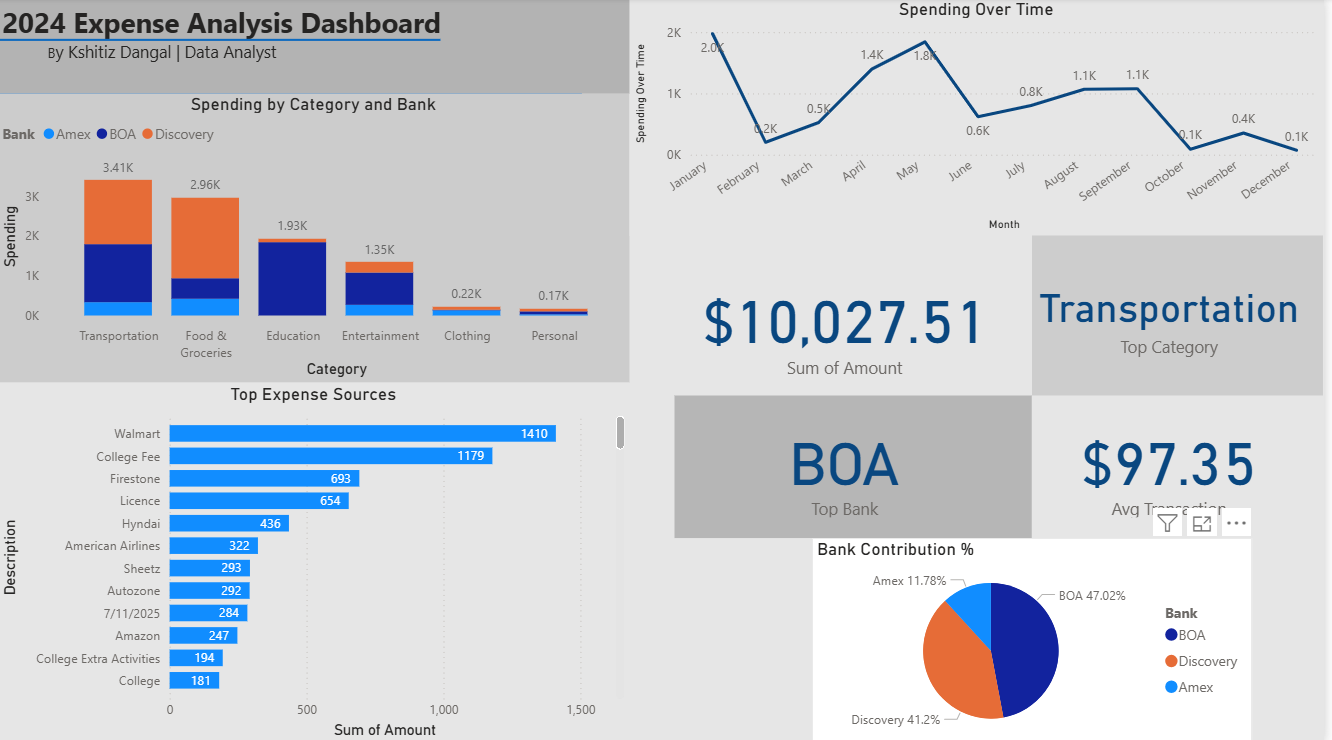 2024 Expense Analysis Dashboard
By Kshitiz Dangal | Data Analyst
Spending by Category and Bank
Bank Amex BOA Discovery
Spending
3K
2K
1K
0K
3.41K
2.96K
1.93K
1.35K
0.22K
0.17K
Transportation
Food & Groceries
Education
Entertainment
Clothing
Personal
Category
Top Expense Sources
Description
Walmart 1410
College Fee 1179
Firestone 693
Licence 654
Hyndai 436
American Airlines 322
Sheetz 293
Autozone 292
7/11/2025 284
Amazon 247
College Extra Activities 194
College 181
0 500 1,000 1,500
Sum of Amount
Spending Over Time
Spending Over Time
2K
1K
0K
2.0K
0.2K
0.5K
1.4K
1.8K
0.6K
0.8K
1.1K
1.1K
0.1K
0.4K
0.1K
January
February
March
April
May
June
July
August
September
October
November
December
Month
$10,027.51
Sum of Amount
Transportation
Top Category
BOA
Top Bank
$97.35
Avg Transaction
Bank Contribution %
Amex 11.78%
BOA 47.02%
Discovery 41.2%
Bank
BOA
Discovery
Amex